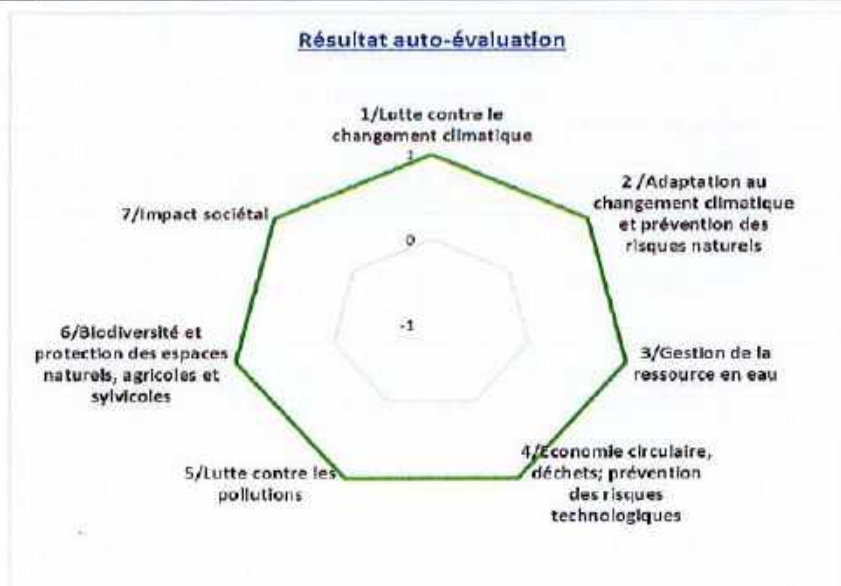 Résultat auto-évaluation
1/Lutte contre le
changement climatique
1
2 /Adaptation au
changement climatique
et prévention des
risques naturels
7/Impact sociétal
0
-1
6/Biodiversité et
protection des espaces
naturels, agricoles et
sylvicoles
3/Gestion de la
ressource en eau
4/Economie circulaire,
déchets; prévention
des risques
technologiques
5/Lutte contre les
pollutions